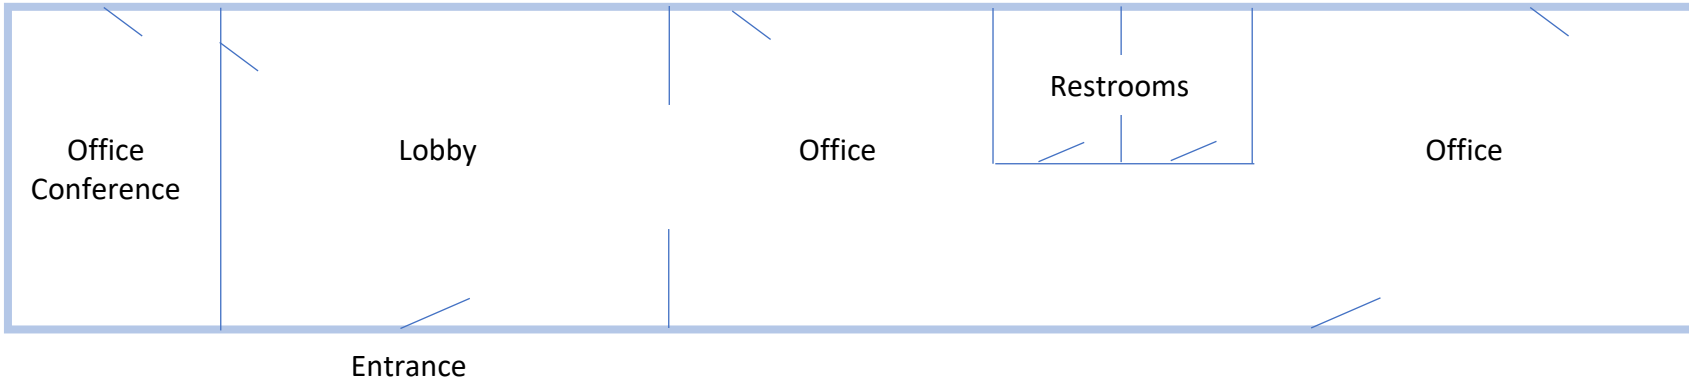 Restrooms
Office
Conference
Lobby
Office
Office
Entrance